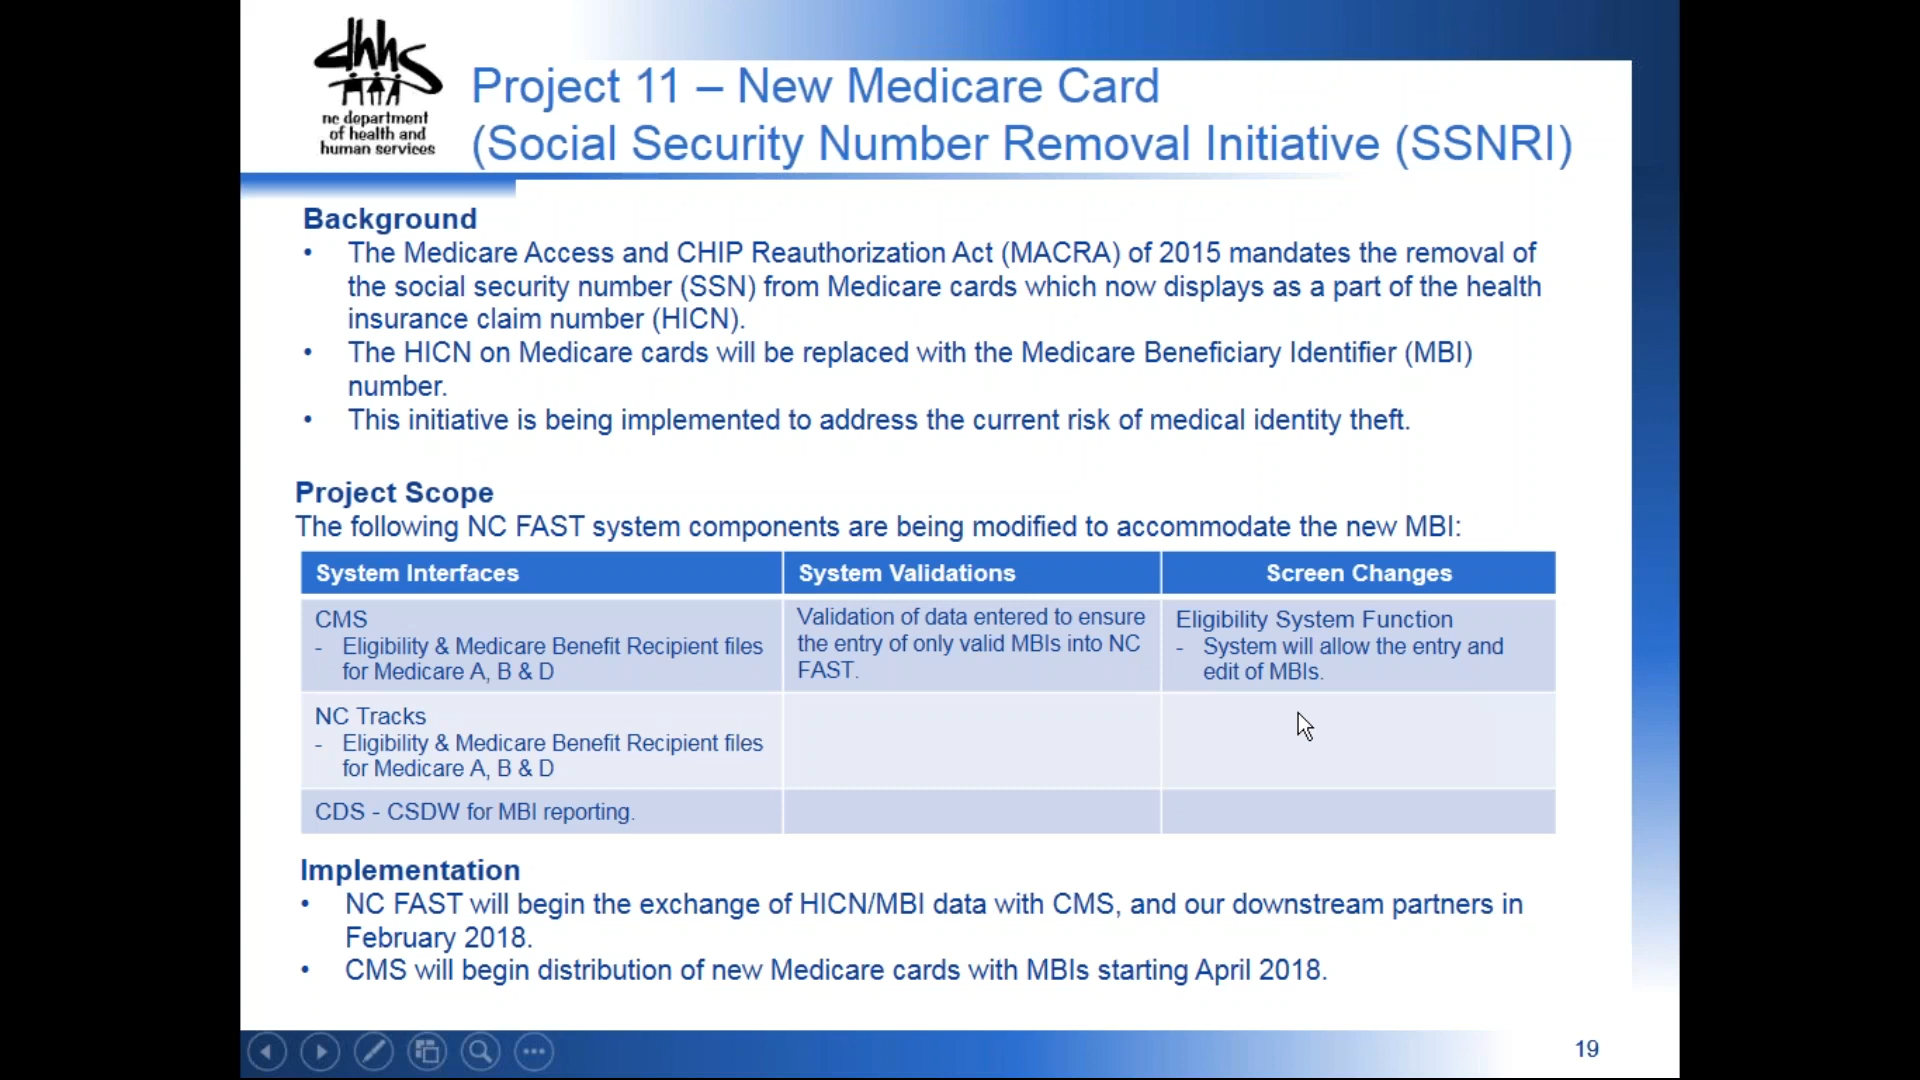 dhhs
nc department
of health and
human services
Project 11 – New Medicare Card
(Social Security Number Removal Initiative (SSNRI)
Background
• The Medicare Access and CHIP Reauthorization Act (MACRA) of 2015 mandates the removal of
the social security number (SSN) from Medicare cards which now displays as a part of the health
insurance claim number (HICN).
• The HICN on Medicare cards will be replaced with the Medicare Beneficiary Identifier (MBI)
number.
• This initiative is being implemented to address the current risk of medical identity theft.
Project Scope
The following NC FAST system components are being modified to accommodate the new MBI:
System Interfaces
System Validations
Screen Changes
CMS
- Eligibility & Medicare Benefit Recipient files
for Medicare A, B & D
Validation of data entered to ensure
the entry of only valid MBIs into NC
FAST.
Eligibility System Function
- System will allow the entry and
edit of MBIs.
NC Tracks
- Eligibility & Medicare Benefit Recipient files
for Medicare A, B & D
CDS - CSDW for MBI reporting.
Implementation
• NC FAST will begin the exchange of HICN/MBI data with CMS, and our downstream partners in
February 2018.
• CMS will begin distribution of new Medicare cards with MBIs starting April 2018.
19